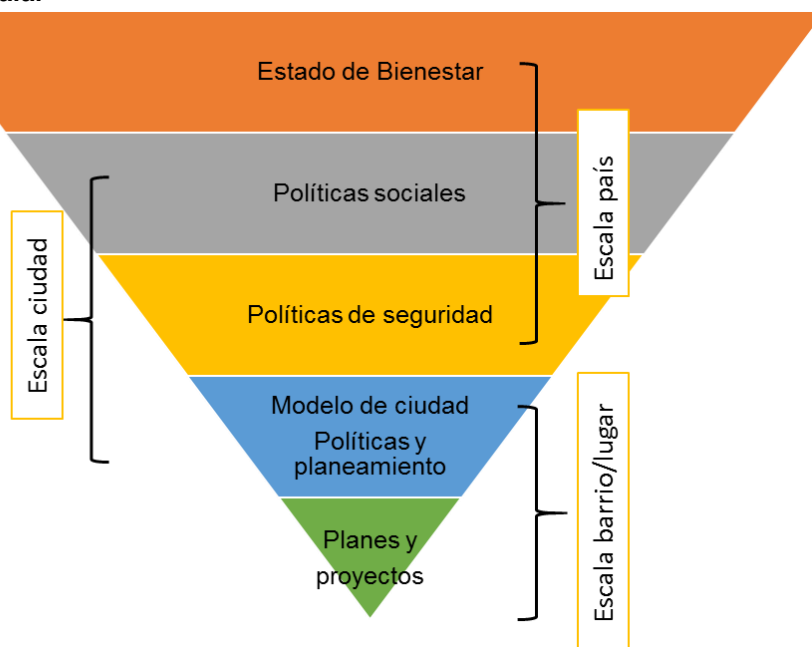 Estado de Bienestar
Políticas sociales
Políticas de seguridad
Modelo de ciudad
Políticas y
planeamiento
Planes y
proyectos
Escala ciudad
Escala país
Escala barrio/lugar